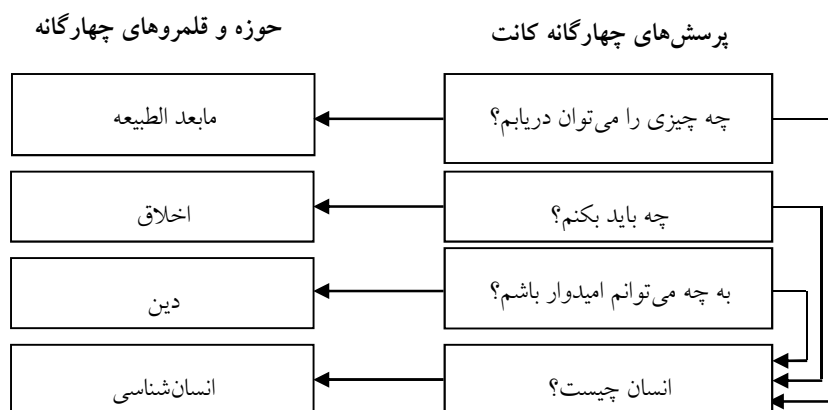 پرسش‌های چهارگانه کانت
حوزه و قلمروهای چهارگانه
چه چیزی را می‌توان دریابم؟
مابعد الطبیعه
چه باید بکنم؟
اخلاق
به چه می‌توانم امیدوار باشم؟
دین
انسان چیست؟
انسان‌شناسی